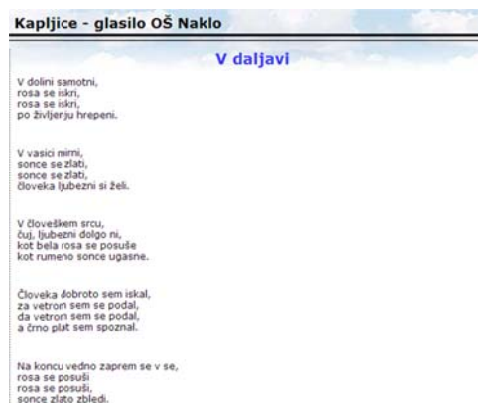 Kapljice - glasilo OŠ Naklo
V daljavi
V dolini samotni,
rosa se iskri,
rosa se iskri,
po življerju hrepeni.
V vasici mirni,
sonce se zlati,
sonce se zlati,
človeka ljubezni si želi.
V človeškem srcu,
čuj, ljubezni dolgo ni,
kot bela rosa se posuše
kot rumeno sonce ugasne.
Človeka dobroto sem iskal,
za vetrom sem se podal,
da vetrom sem se podal,
a črno plat sem spoznal.
Na koncu vedno zaprem se v se,
rosa se posuši
rosa se posuši,
sonce zlato zbledi.